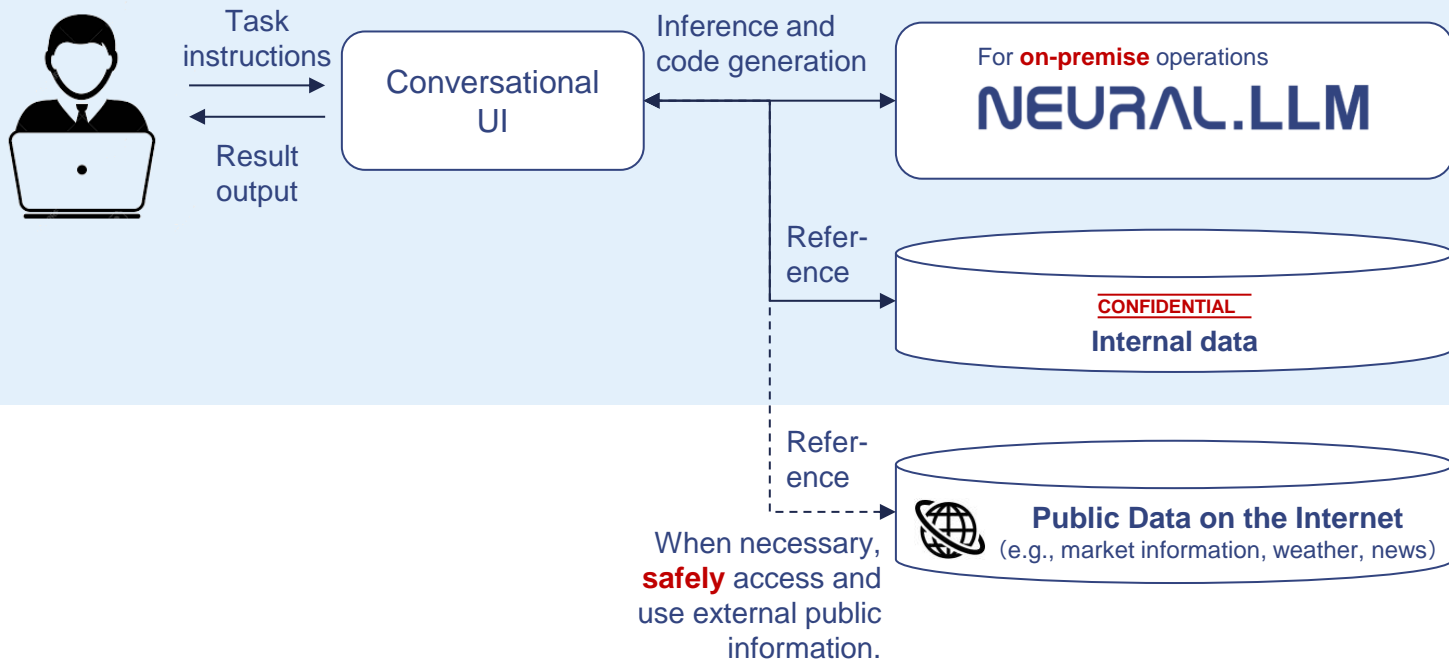 Task
instructions
Result
output
Conversational
UI
Inference and
code generation
For on-premise operations
NEURAL.LLM
Refer-
ence
CONFIDENTIAL
Internal data
Refer-
ence
Public Data on the Internet
（e.g., market information, weather, news）
When necessary,
safely access and
use external public
information.